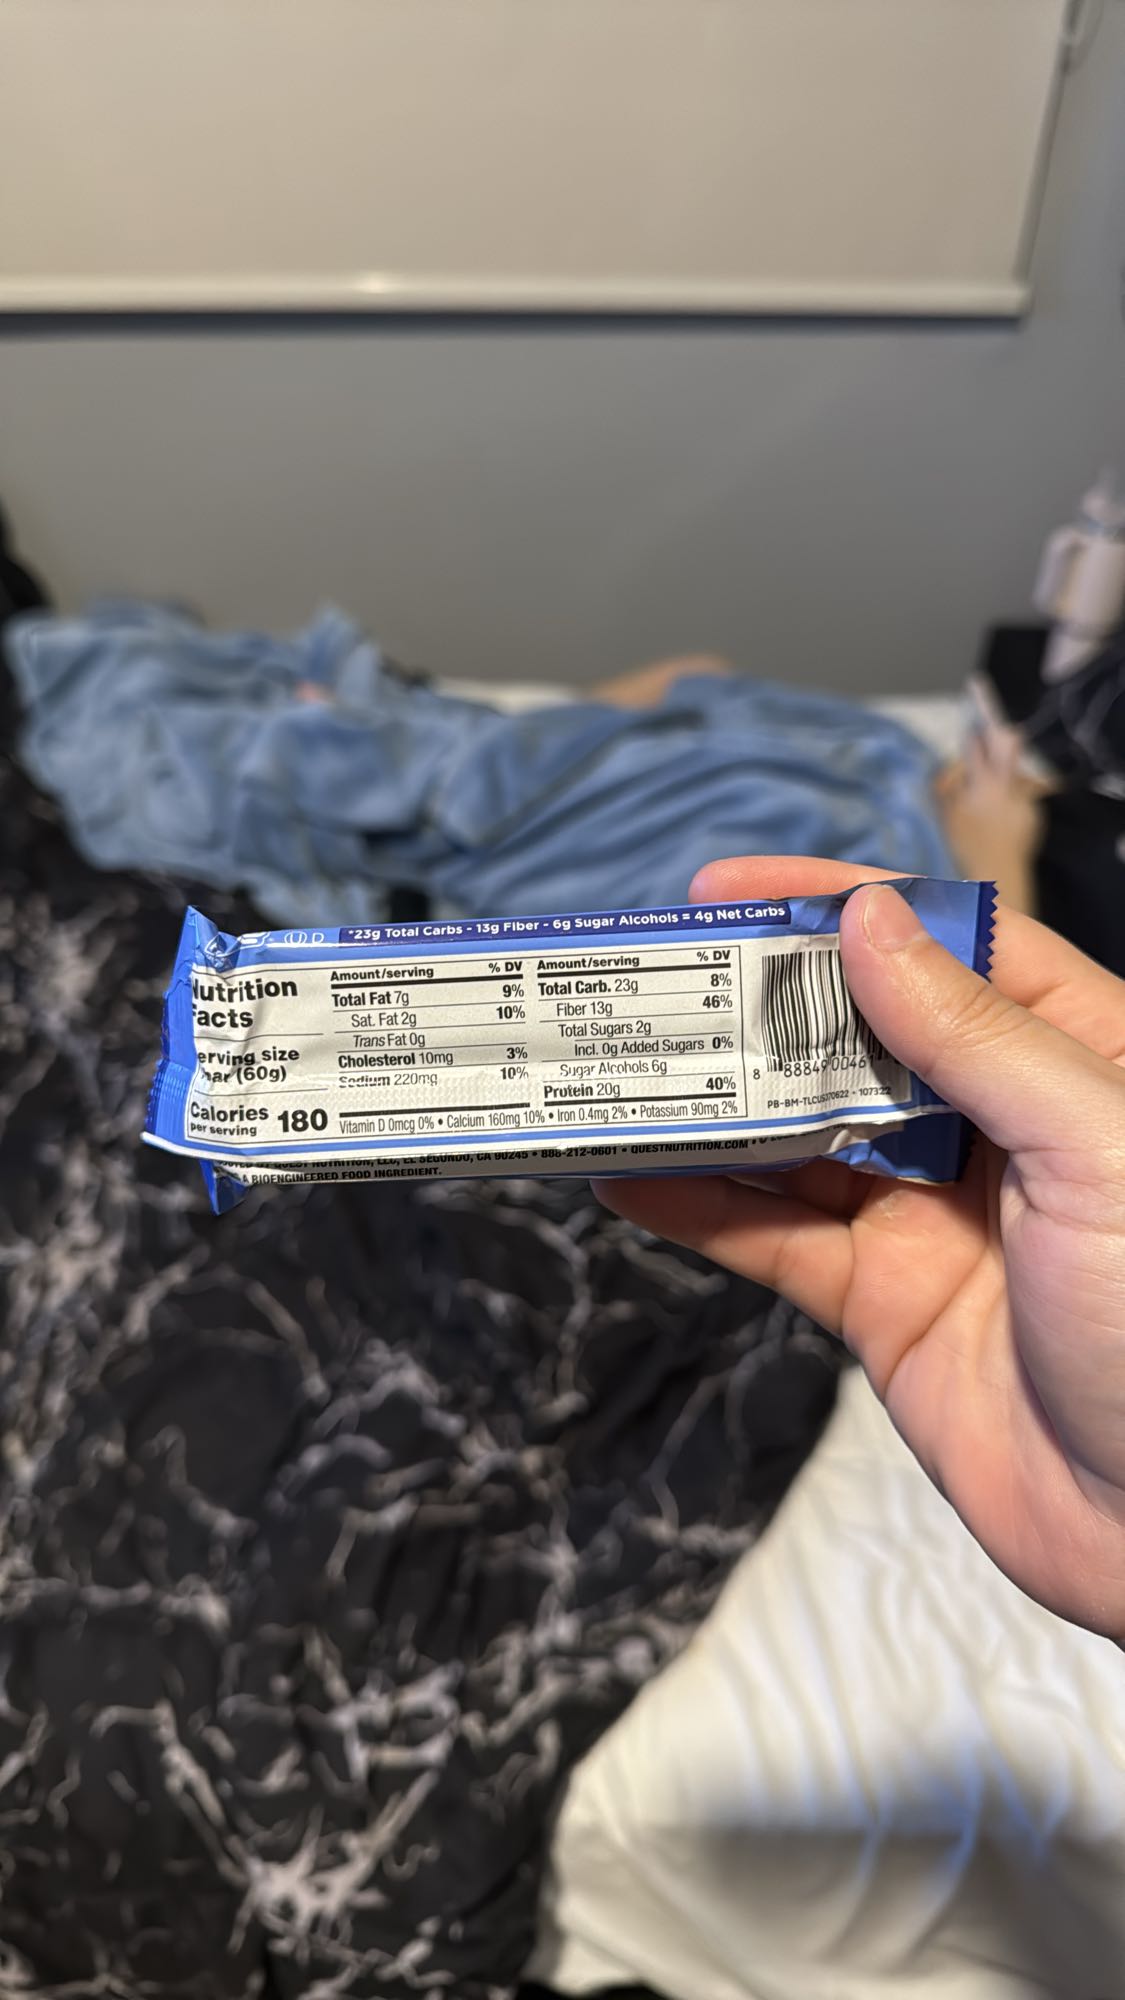 U D
*23g Total Carbs - 13g Fiber - 6g Sugar Alcohols = 4g Net Carbs
Nutrition
Facts
erving size
bar (60g)
Calories
per serving
180
Amount/serving % DV
Total Fat 7g 9%
Sat. Fat 2g 10%
Trans Fat 0g
Cholesterol 10mg 3%
Sodium 220mg 10%
Amount/serving % DV
Total Carb. 23g 8%
Fiber 13g 46%
Total Sugars 2g
Incl. 0g Added Sugars 0%
Sugar Alcohols 6g
Protein 20g 40%
Vitamin D 0mcg 0% • Calcium 160mg 10% • Iron 0.4mg 2% • Potassium 90mg 2%
8 88849 0046
PB-BM-TLCUS 107322
QUEST NUTRITION, LLC, EL SEGUNDO, CA 90245 • 888-212-0601 • QUESTNUTRITION.COM
A BIOENGINEERED FOOD INGREDIENT.